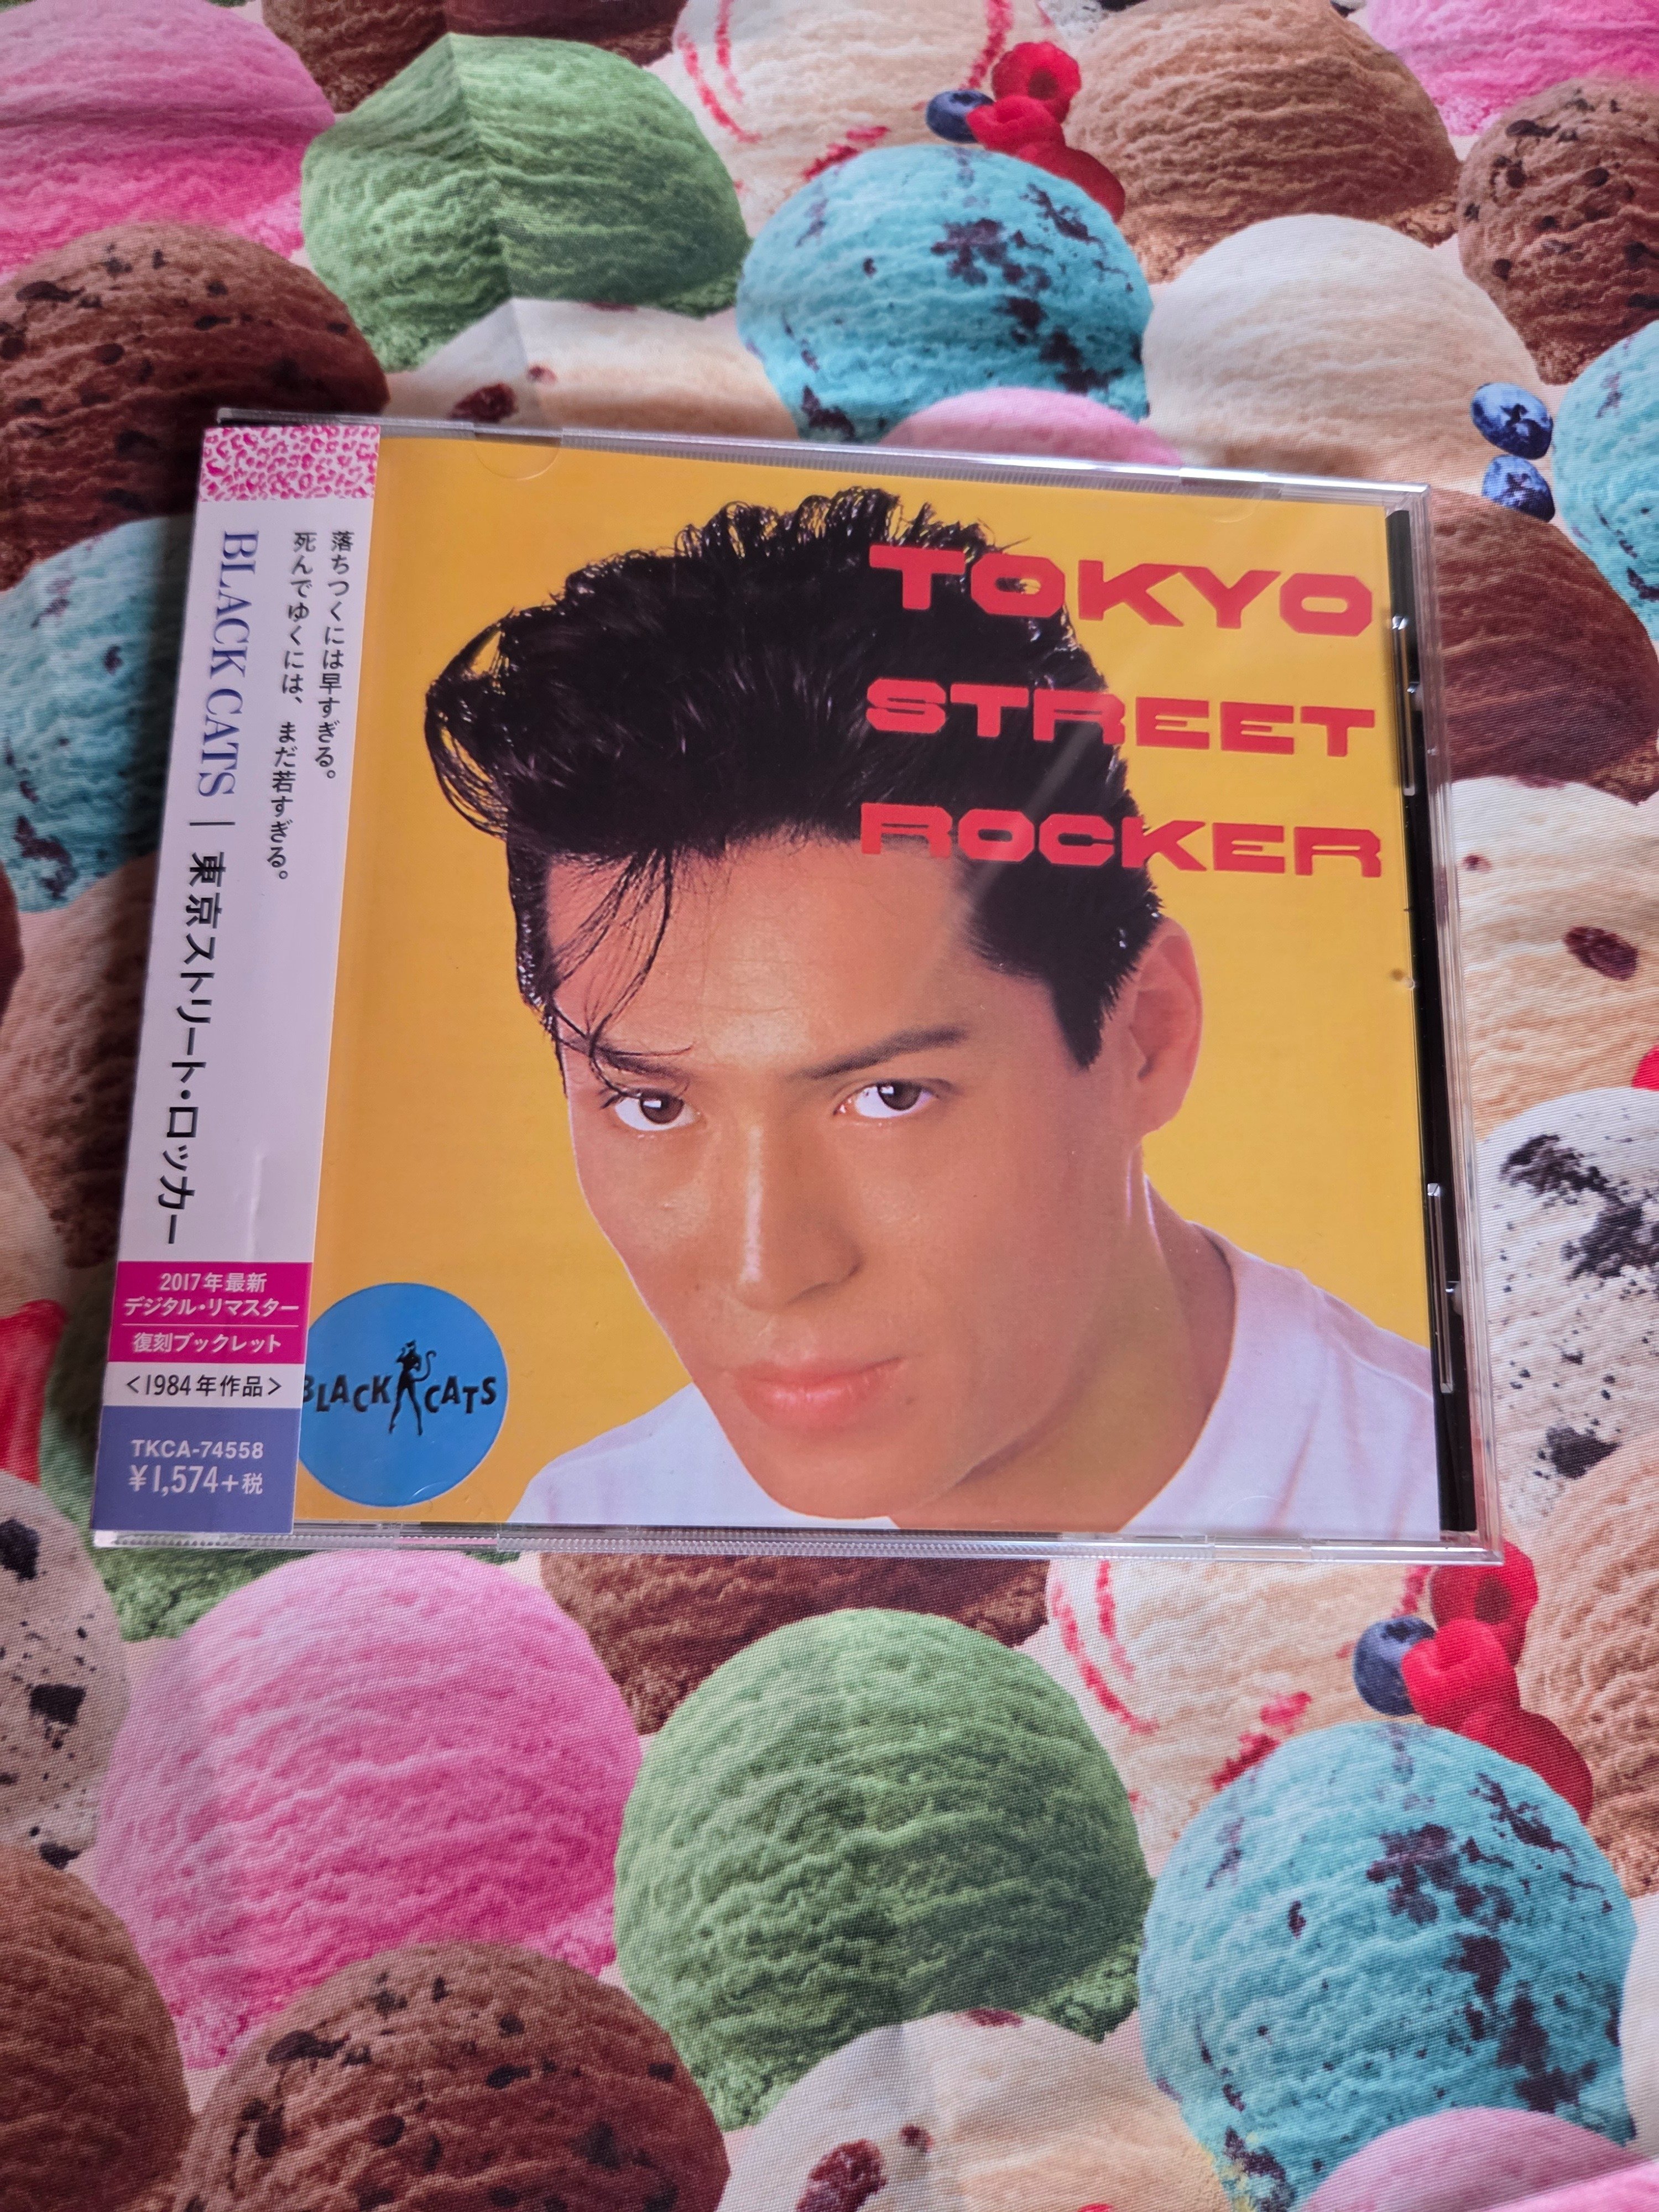 落ちつくには早すぎる。
死んでゆくには、まだ若すぎる。
BLACK CATS | 東京ストリート・ロッカー
2017年最新
デジタル・リマスター
復刻ブックレット
<1984年作品>
TKCA-74558
¥1,574+税
TOKYO
STREET
ROCKER
BLACK CATS